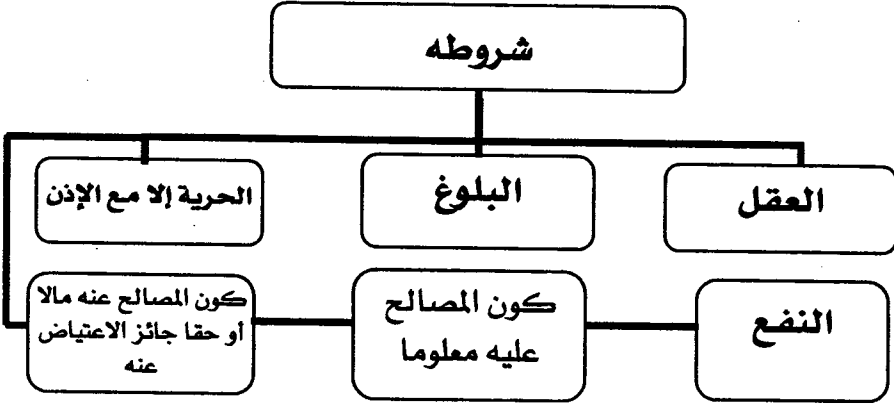 شروطه
العقل
البلوغ
الحرية إلا مع الإذن
النفع
كون المصالح
عليه معلوما
كون المصالح عنه مالا
أو حقا جائز الاعتياض
عنه